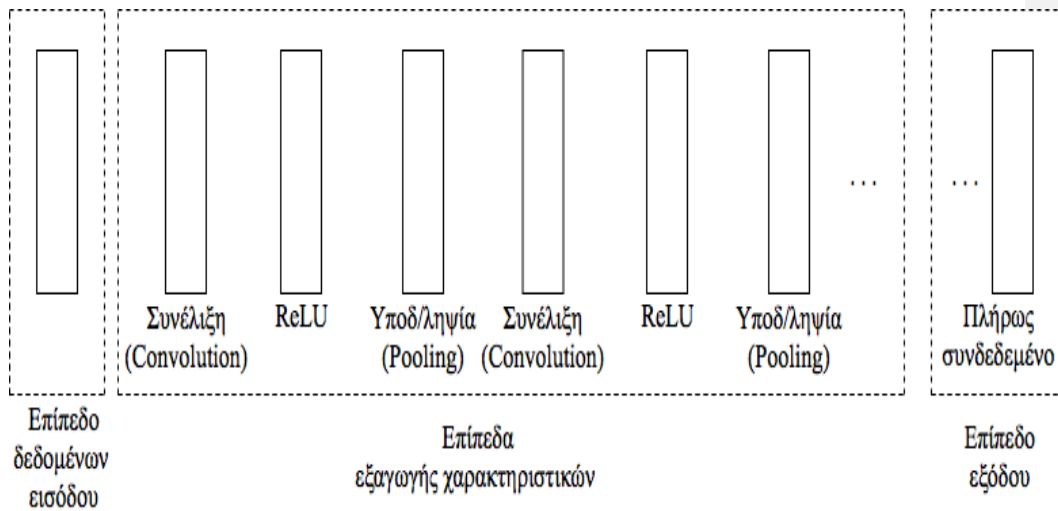 . . .
. . .
Συνέλιξη
(Convolution)
ReLU
Υποδ/ληψία
(Pooling)
Συνέλιξη
(Convolution)
ReLU
Υποδ/ληψία
(Pooling)
Πλήρως
συνδεδεμένο
Επίπεδο
δεδομένων
εισόδου
Επίπεδα
εξαγωγής χαρακτηριστικών
Επίπεδο
εξόδου